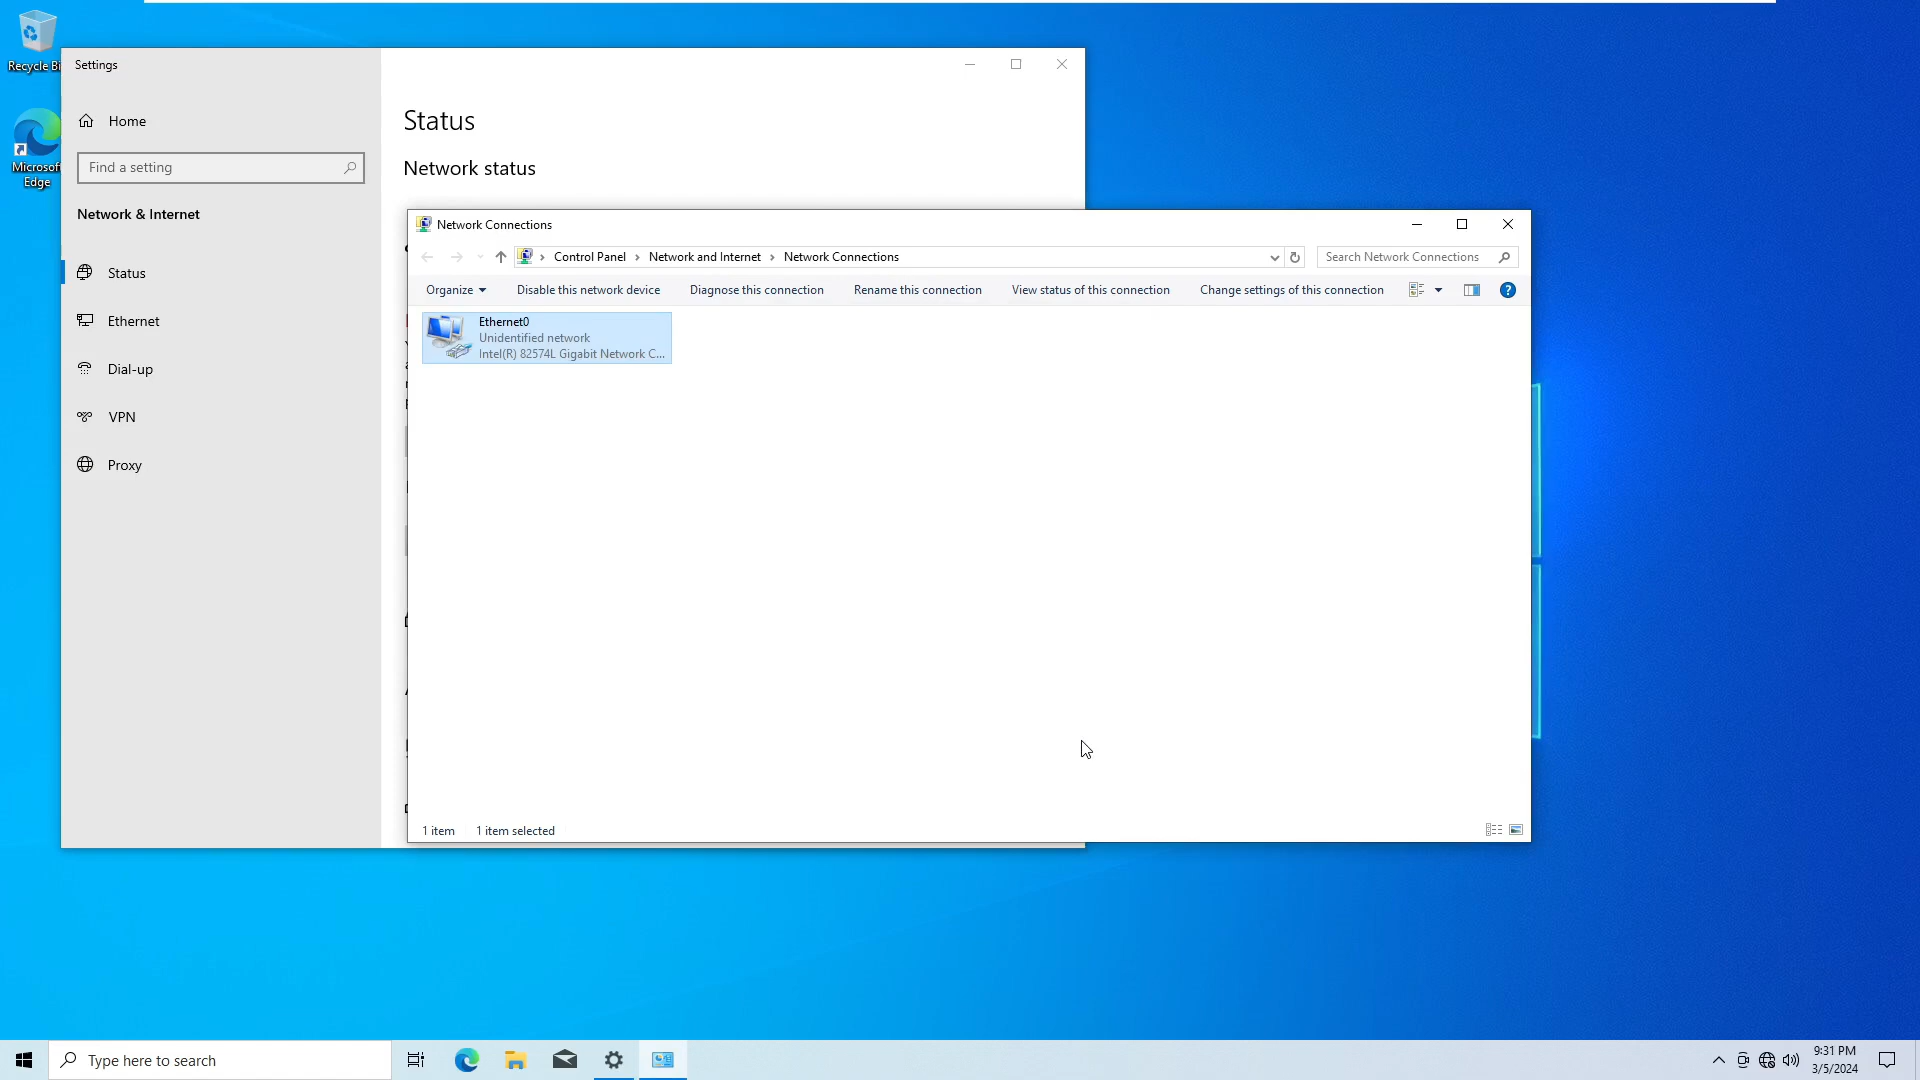 Recycle Bi
Microsof
Edge
Settings
Home
Find a setting
Network & Internet
Status
Ethernet
Dial-up
VPN
Proxy
Status
Network status
Network Connections
Control Panel > Network and Internet > Network Connections
Search Network Connections
Organize
Disable this network device
Diagnose this connection
Rename this connection
View status of this connection
Change settings of this connection
Ethernet0
Unidentified network
Intel(R) 82574L Gigabit Network C...
1 item
1 item selected
Type here to search
9:31 PM
3/5/2024